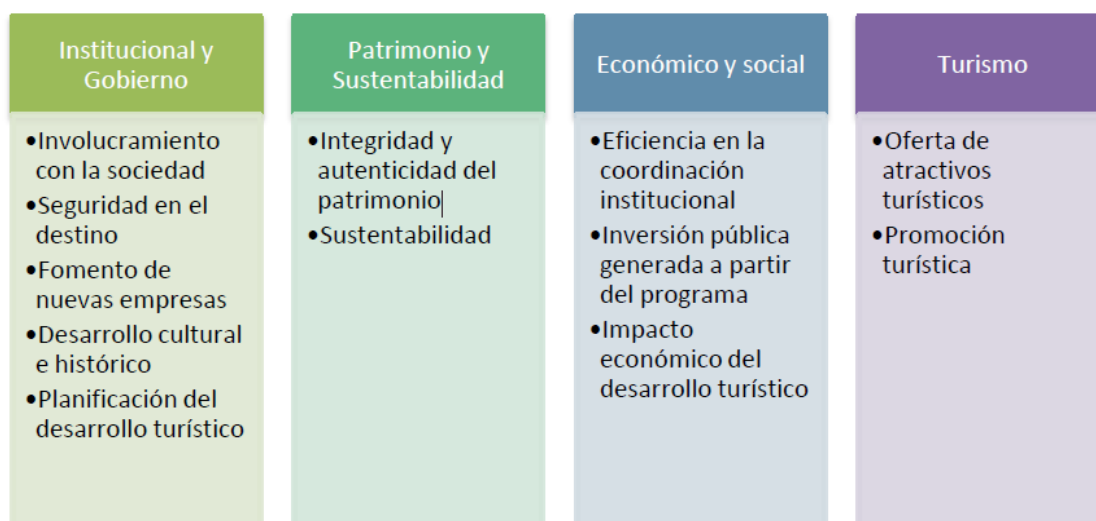 Institucional y
Gobierno
•Involucramiento
con la sociedad
•Seguridad en el
destino
•Fomento de
nuevas empresas
•Desarrollo cultural
e histórico
•Planificación del
desarrollo turístico
Patrimonio y
Sustentabilidad
•Integridad y
autenticidad del
patrimonio
•Sustentabilidad
Económico y social
•Eficiencia en la
coordinación
institucional
•Inversión pública
generada a partir
del programa
•Impacto
económico del
desarrollo turístico
Turismo
•Oferta de
atractivos
turísticos
•Promoción
turística